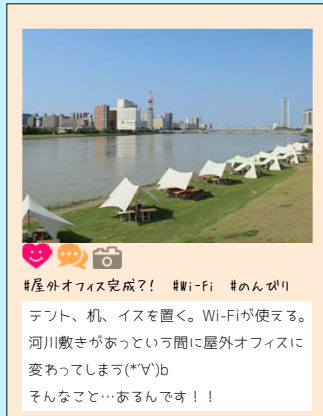 #屋外オフィス完成？！ #Wi-Fi #のんびり
テント、机、イスを置く。Wi-Fiが使える。
河川敷きがあっという間に屋外オフィスに
変わってしまう(*'∀`)b
そんなこと…あるんです！！